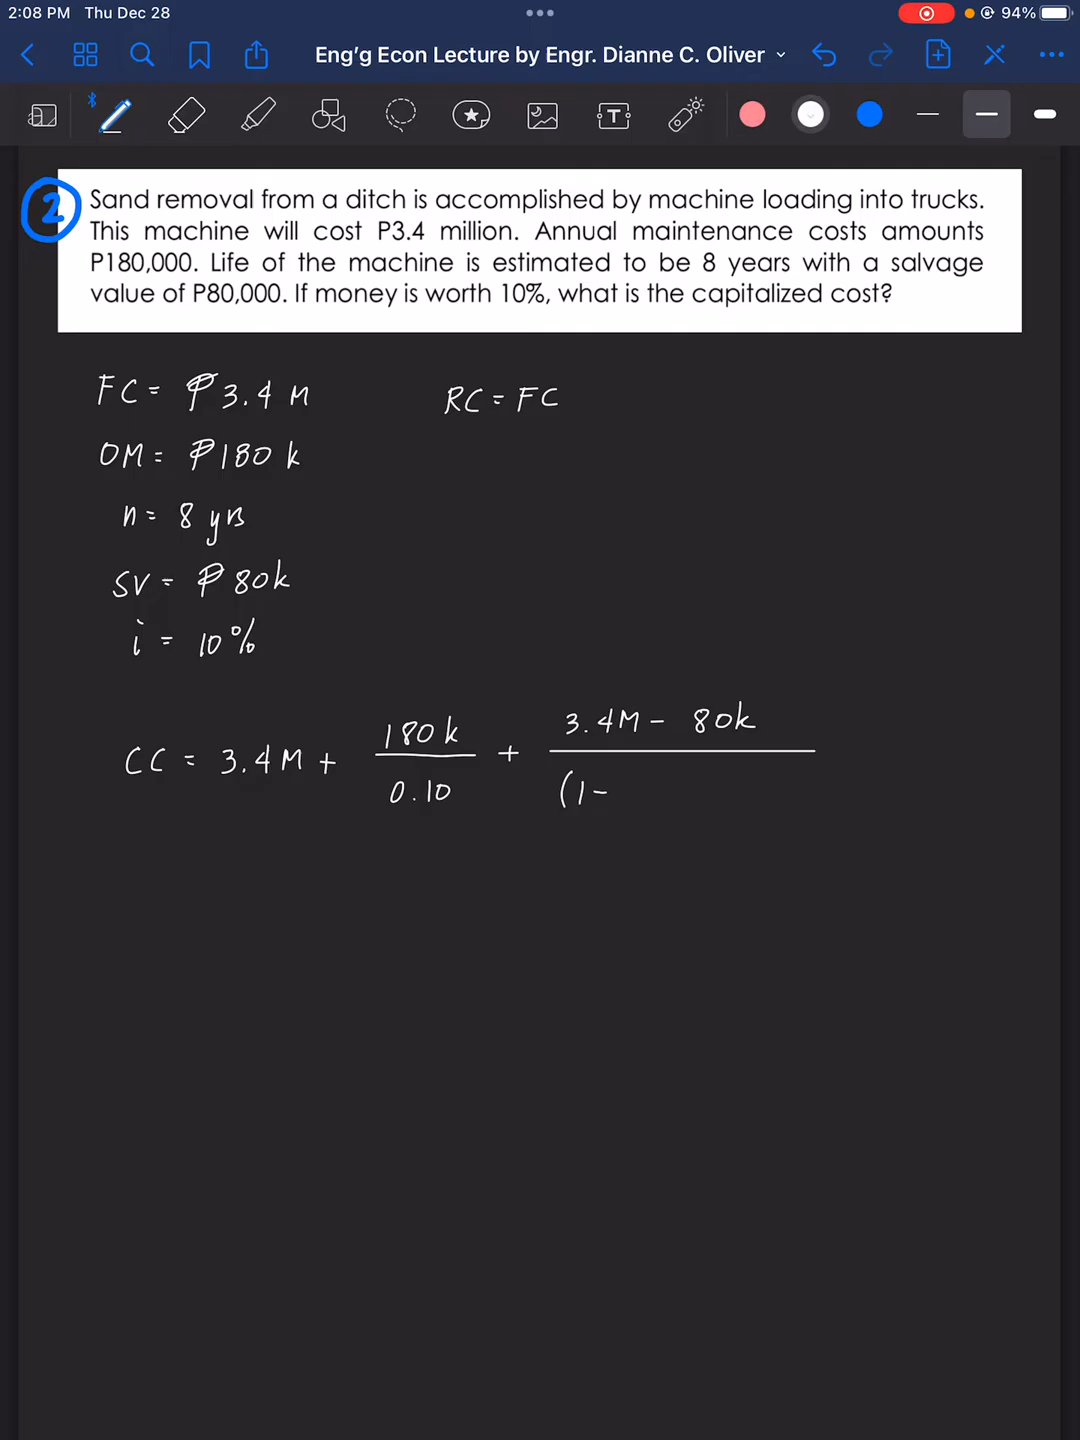 2:08 PM Thu Dec 28 94%
Eng'g Econ Lecture by Engr. Dianne C. Oliver
T
2
Sand removal from a ditch is accomplished by machine loading into trucks.
This machine will cost P3.4 million. Annual maintenance costs amounts
P180,000. Life of the machine is estimated to be 8 years with a salvage
value of P80,000. If money is worth 10%, what is the capitalized cost?
FC = ₱3.4 M RC = FC
OM = ₱180 k
n = 8 yrs
SV = ₱80k
i = 10%
CC = 3.4M + 180k / 0.10 + 3.4M - 80k / (1-